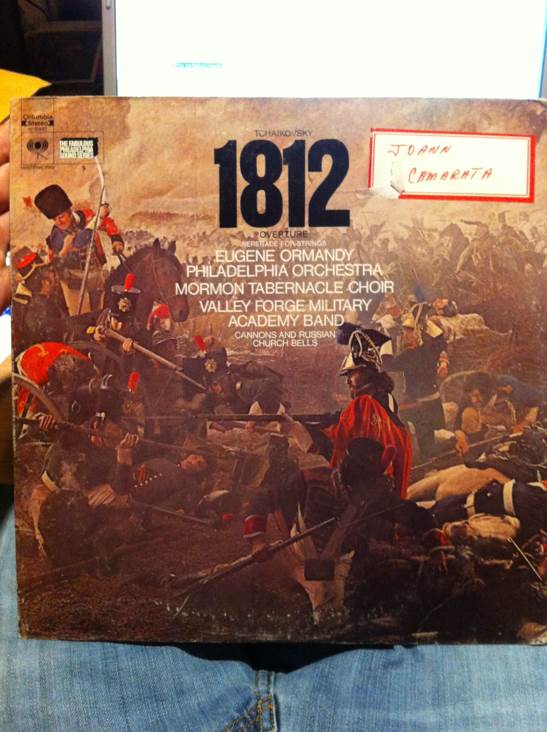 Columbia
Stereo
THE FABULOUS
PHILADELPHIA
SOUND SERIES
TCHAIKOVSKY
1812
OVERTURE
SERENADE FOR STRINGS
EUGENE ORMANDY
PHILADELPHIA ORCHESTRA
MORMON TABERNACLE CHOIR
VALLEY FORGE MILITARY
ACADEMY BAND
CANNONS AND RUSSIAN
CHURCH BELLS
JOANN
CAMARATA